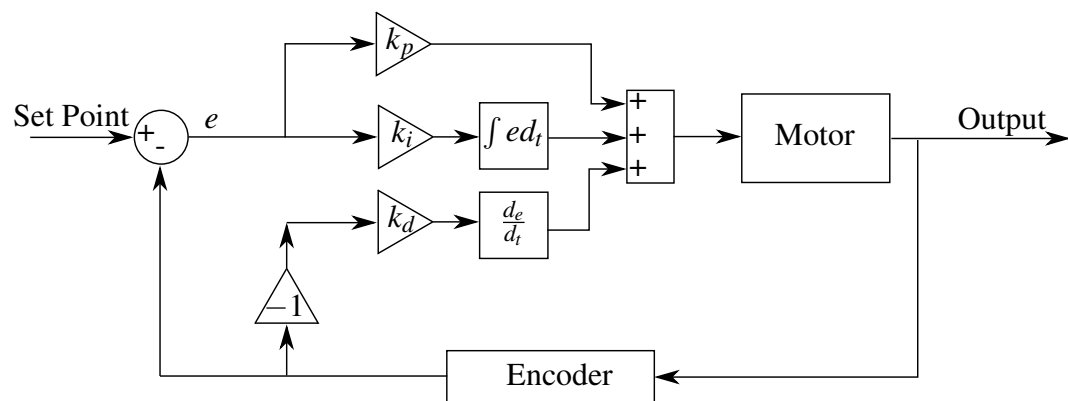 k_p
Set Point
+
-
e
k_i
∫ ed_t
+
+
+
Motor
Output
k_d
d_e
d_t
−1
Encoder